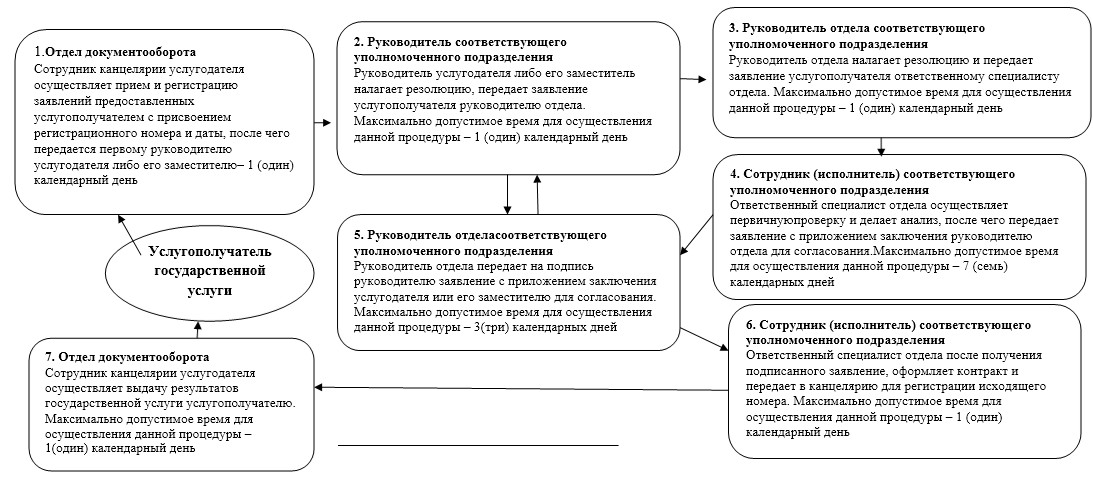 1.Отдел документооборота
Сотрудник канцелярии услугодателя
осуществляет прием и регистрацию
заявлений предоставленных
услугополучателем с присвоением
регистрационного номера и даты, после чего
передается первому руководителю
услугодателя либо его заместителю– 1 (один)
календарный день
2. Руководитель соответствующего
уполномоченного подразделения
Руководитель услугодателя либо его заместитель
налагает резолюцию, передает заявление
услугополучателя руководителю отдела.
Максимально допустимое время для осуществления
данной процедуры – 1 (один) календарный день
3. Руководитель отдела соответствующего
уполномоченного подразделения
Руководитель отдела налагает резолюцию и передает
заявление услугополучателя ответственному специалисту
отдела. Максимально допустимое время для осуществления
данной процедуры – 1 (один) календарный день
4. Сотрудник (исполнитель) соответствующего
уполномоченного подразделения
Ответственный специалист отдела осуществляет
первичнуюпроверку и делает анализ, после чего передает
заявление с приложением заключения руководителю
отдела для согласования.Максимально допустимое время
для осуществления данной процедуры – 7 (семь)
календарных дней
5. Руководитель отделасоответствующего
уполномоченного подразделения
Руководитель отдела передает на подпись
руководителю заявление с приложением заключения
услугодателя или его заместителю для согласования.
Максимально допустимое время для осуществления
данной процедуры – 3(три) календарных дней
6. Сотрудник (исполнитель) соответствующего
уполномоченного подразделения
Ответственный специалист отдела после получения
подписанного заявление, оформляет контракт и
передает в канцелярию для регистрации исходящего
номера. Максимально допустимое время для
осуществления данной процедуры – 1 (один)
календарный день
7. Отдел документооборота
Сотрудник канцелярии услугодателя
осуществляет выдачу результатов
государственной услуги услугополучателю.
Максимально допустимое время для
осуществления данной процедуры –
1(один) календарный день
Услугополучатель
государственной
услуги